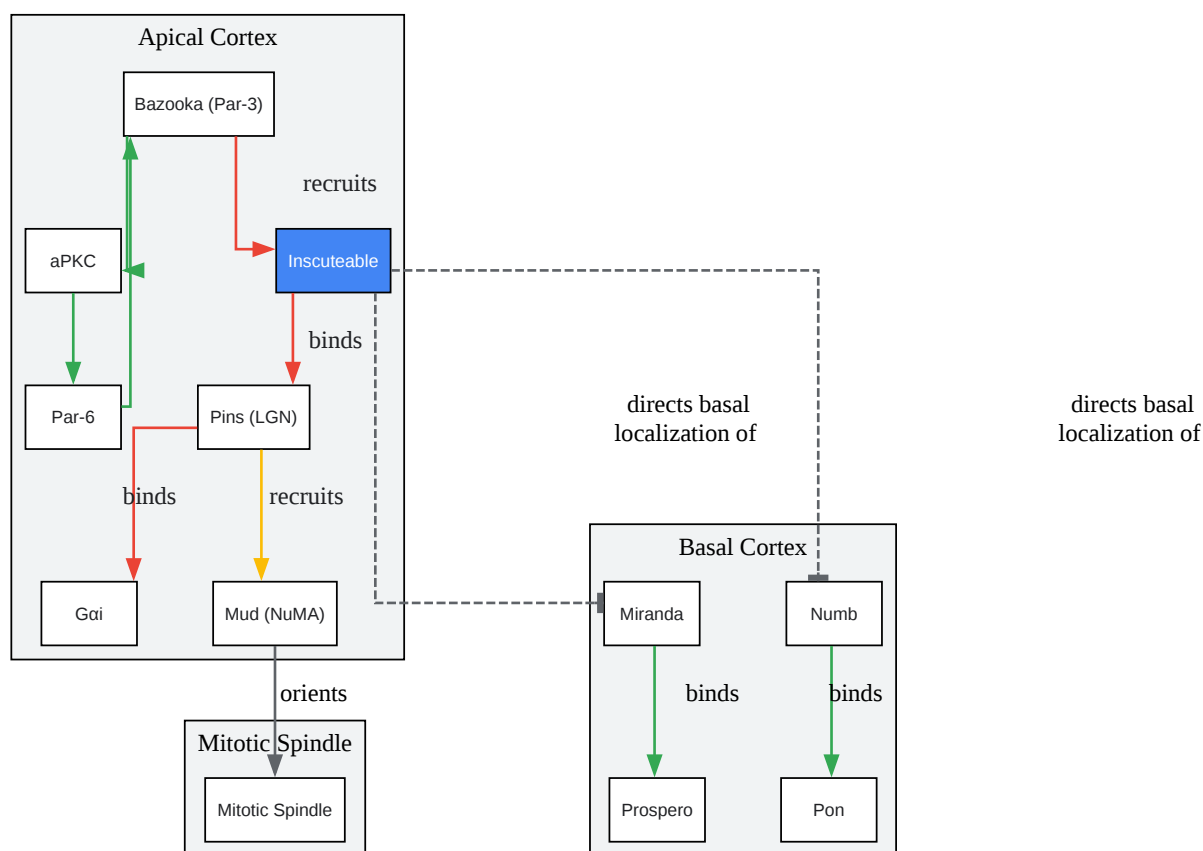 Apical Cortex
Bazooka (Par-3)
recruits
aPKC
Inscuteable
binds
Par-6
Pins (LGN)
directs basal
localization of
directs basal
localization of
binds
recruits
Basal Cortex
Gαi
Mud (NuMA)
Miranda
Numb
orients
binds
binds
Mitotic Spindle
Mitotic Spindle
Prospero
Pon